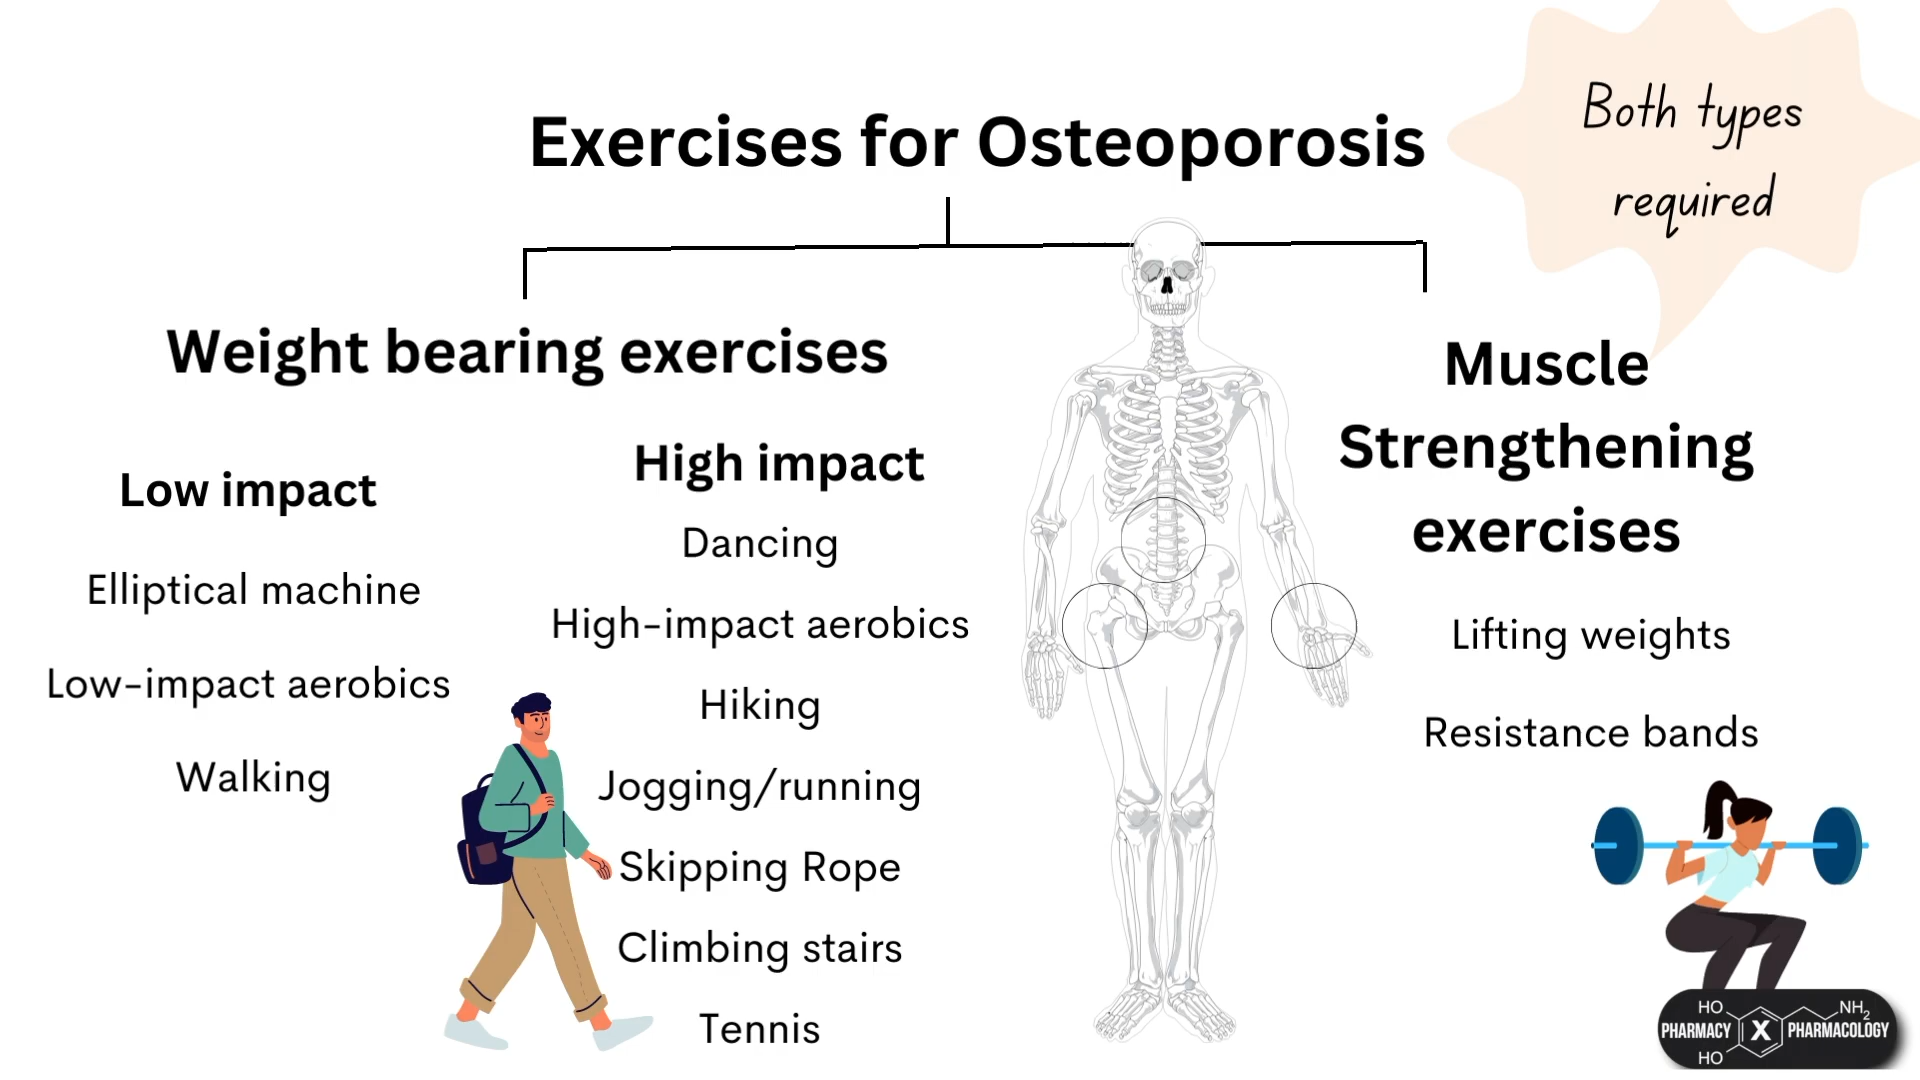 Exercises for Osteoporosis
Both types
required
Weight bearing exercises
Low impact
Elliptical machine
Low-impact aerobics
Walking
High impact
Dancing
High-impact aerobics
Hiking
Jogging/running
Skipping Rope
Climbing stairs
Tennis
Muscle
Strengthening
exercises
Lifting weights
Resistance bands
HO
NH2
PHARMACY X PHARMACOLOGY
HO